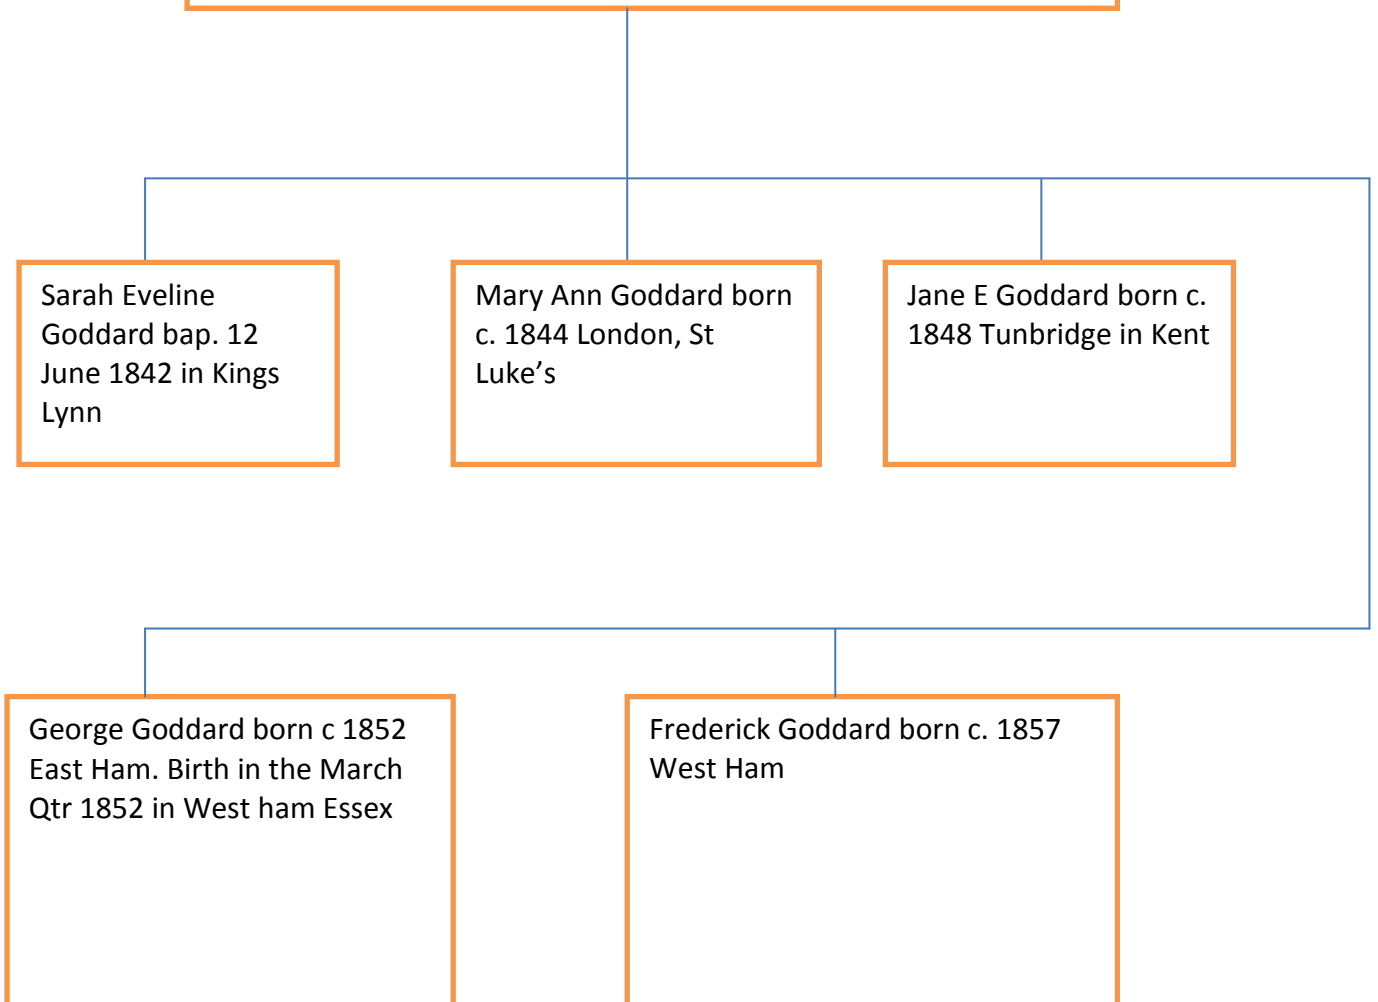 Sarah Eveline
Goddard bap. 12
June 1842 in Kings
Lynn
Mary Ann Goddard born
c. 1844 London, St
Luke’s
Jane E Goddard born c.
1848 Tunbridge in Kent
George Goddard born c 1852
East Ham. Birth in the March
Qtr 1852 in West ham Essex
Frederick Goddard born c. 1857
West Ham